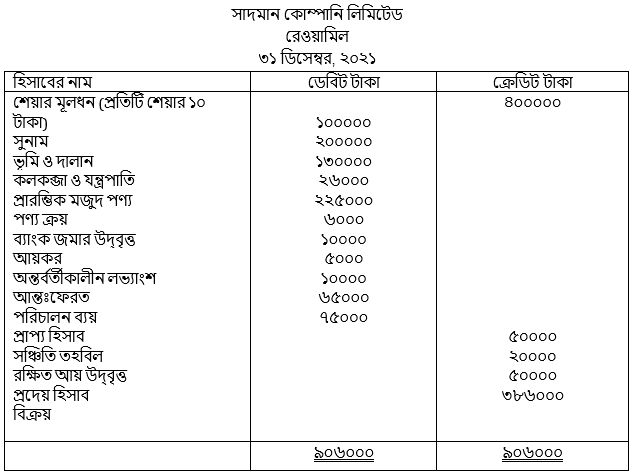 সাদমান কোম্পানি লিমিটেড
রেওয়ামিল
৩১ ডিসেম্বর, ২০২১
হিসাবের নাম ডেবিট টাকা ক্রেডিট টাকা
শেয়ার মূলধন (প্রতিটি শেয়ার ১০ ৪০০০০০
টাকা) ১০০০০০
সুনাম ২০০০০০
ভূমি ও দালান ১৩০০০০
কলকব্জা ও যন্ত্রপাতি ২৬০০০
প্রারম্ভিক মজুদ পণ্য ২২৫০০০
পণ্য ক্রয় ৬০০০
ব্যাংক জমার উদ্‌বৃত্ত ১০০০০
আয়কর ৫০০০
অন্তর্বর্তীকালীন লভ্যাংশ ১০০০০
আন্তঃফেরত ৬৫০০০
পরিচালন ব্যয় ৭৫০০০
প্রাপ্য হিসাব ৫০০০০
সঞ্চিতি তহবিল ২০০০০
রক্ষিত আয় উদ্‌বৃত্ত ৫০০০০
প্রদেয় হিসাব ৩৮৬০০০
বিক্রয়
৯০৬০০০ ৯০৬০০০